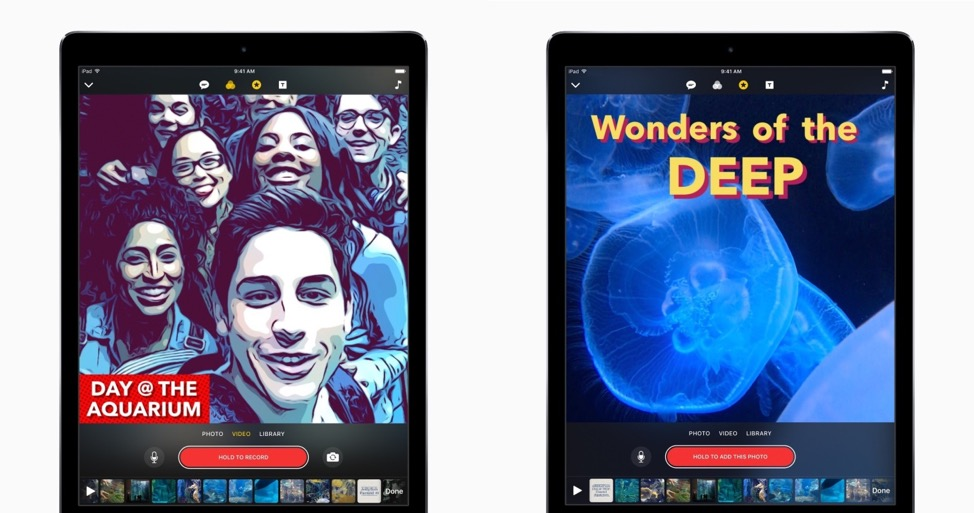 iPad
9:41 AM
DAY @ THE
AQUARIUM
PHOTO VIDEO LIBRARY
HOLD TO RECORD
Done
iPad
9:41 AM
T
Wonders of the
DEEP
PHOTO VIDEO LIBRARY
HOLD TO ADD THIS PHOTO
Done